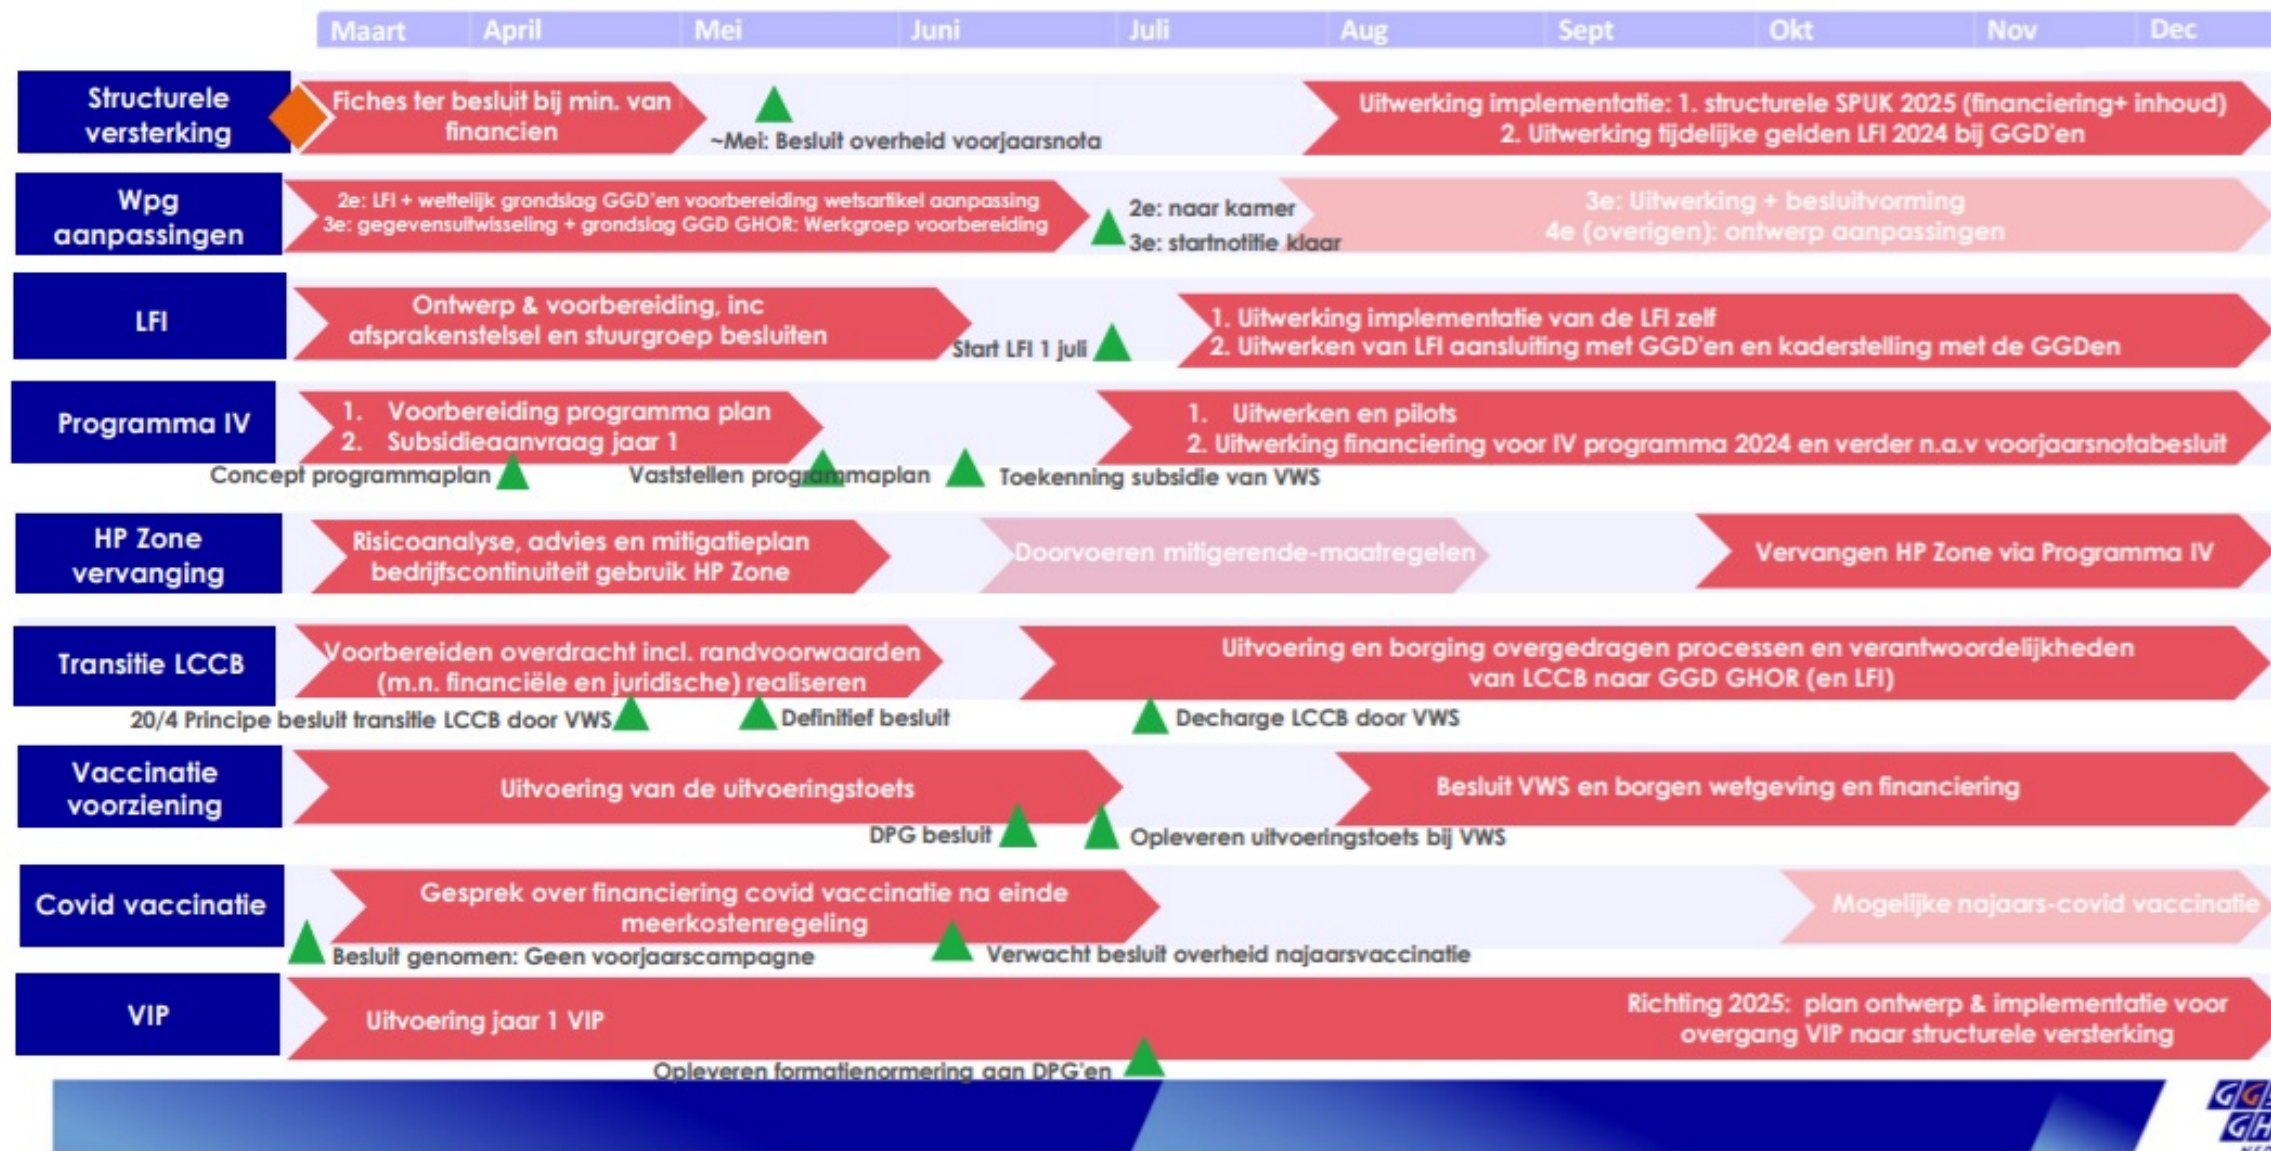 Maart April Mei Juni Juli Aug Sept Okt Nov Dec
Structurele
versterking
Fiches ter besluit bij min. van
financien
~Mei: Besluit overheid voorjaarsnota
Uitwerking implementatie: 1. structurele SPUK 2025 (financiering+ inhoud)
2. Uitwerking tijdelijke gelden LFI 2024 bij GGD'en
Wpg
aanpassingen
2e: LFI + wettelijk grondslag GGD'en voorbereiding wetsartikel aanpassing
3e: gegevensuitwisseling + grondslag GGD GHOR: Werkgroep voorbereiding
2e: naar kamer
3e: startnotitie klaar
3e: Uitwerking + besluitvorming
4e (overigen): ontwerp aanpassingen
LFI
Ontwerp & voorbereiding, inc
afsprakenstelsel en stuurgroep besluiten
Start LFI 1 juli
1. Uitwerking implementatie van de LFI zelf
2. Uitwerken van LFI aansluiting met GGD'en en kaderstelling met de GGDen
Programma IV
1. Voorbereiding programma plan
2. Subsidieaanvraag jaar 1
1. Uitwerken en pilots
2. Uitwerking financiering voor IV programma 2024 en verder n.a.v voorjaarsnotabesluit
Concept programmaplan
Vaststellen programmaplan
Toekenning subsidie van VWS
HP Zone
vervanging
Risicoanalyse, advies en mitigatieplan
bedrijfscontinuiteit gebruik HP Zone
Doorvoeren mitigerende-maatregelen
Vervangen HP Zone via Programma IV
Transitie LCCB
Voorbereiden overdracht incl. randvoorwaarden
(m.n. financiële en juridische) realiseren
Uitvoering en borging overgedragen processen en verantwoordelijkheden
van LCCB naar GGD GHOR (en LFI)
20/4 Principe besluit transitie LCCB door VWS
Definitief besluit
Decharge LCCB door VWS
Vaccinatie
voorziening
Uitvoering van de uitvoeringstoets
Besluit VWS en borgen wetgeving en financiering
DPG besluit
Opleveren uitvoeringstoets bij VWS
Covid vaccinatie
Gesprek over financiering covid vaccinatie na einde
meerkostenregeling
Mogelijke najaars-covid vaccinatie
Besluit genomen: Geen voorjaarscampagne
Verwacht besluit overheid najaarsvaccinatie
VIP
Uitvoering jaar 1 VIP
Richting 2025: plan ontwerp & implementatie voor
overgang VIP naar structurele versterking
Opleveren formatienormering aan DPG'en